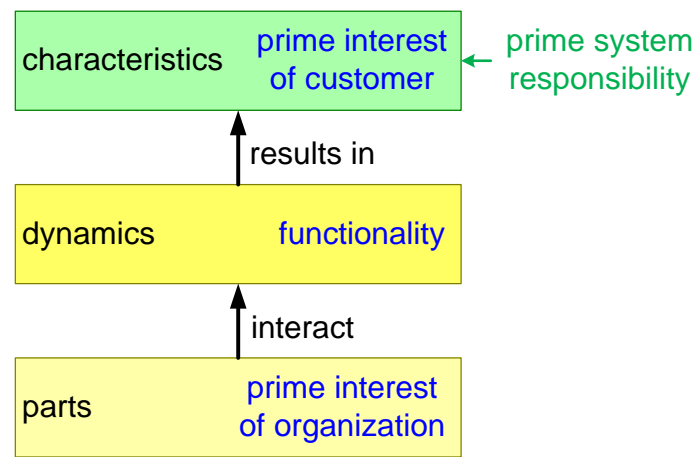 characteristics
prime interest
of customer
prime system
responsibility
results in
dynamics
functionality
interact
parts
prime interest
of organization